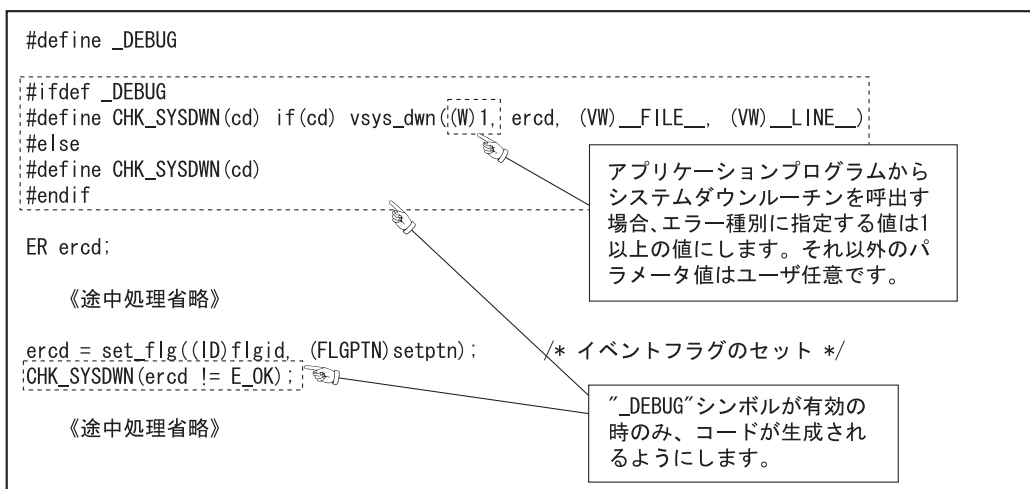 #define _DEBUG
#ifdef _DEBUG
#define CHK_SYSDWN(cd) if(cd) vsys_dwn((W)1, ercd, (VW)__FILE__, (VW)__LINE__)
#else
#define CHK_SYSDWN(cd)
#endif
アプリケーションプログラムから
システムダウンルーチンを呼出す
場合、エラー種別に指定する値は1
以上の値にします。それ以外のパ
ラメータ値はユーザ任意です。
ER ercd;
《途中処理省略》
ercd = set_flg((ID)flgid, (FLGPTN)setptn); /* イベントフラグのセット */
CHK_SYSDWN(ercd != E_OK);
"_DEBUG"シンボルが有効の
時のみ、コードが生成され
るようにします。
《途中処理省略》